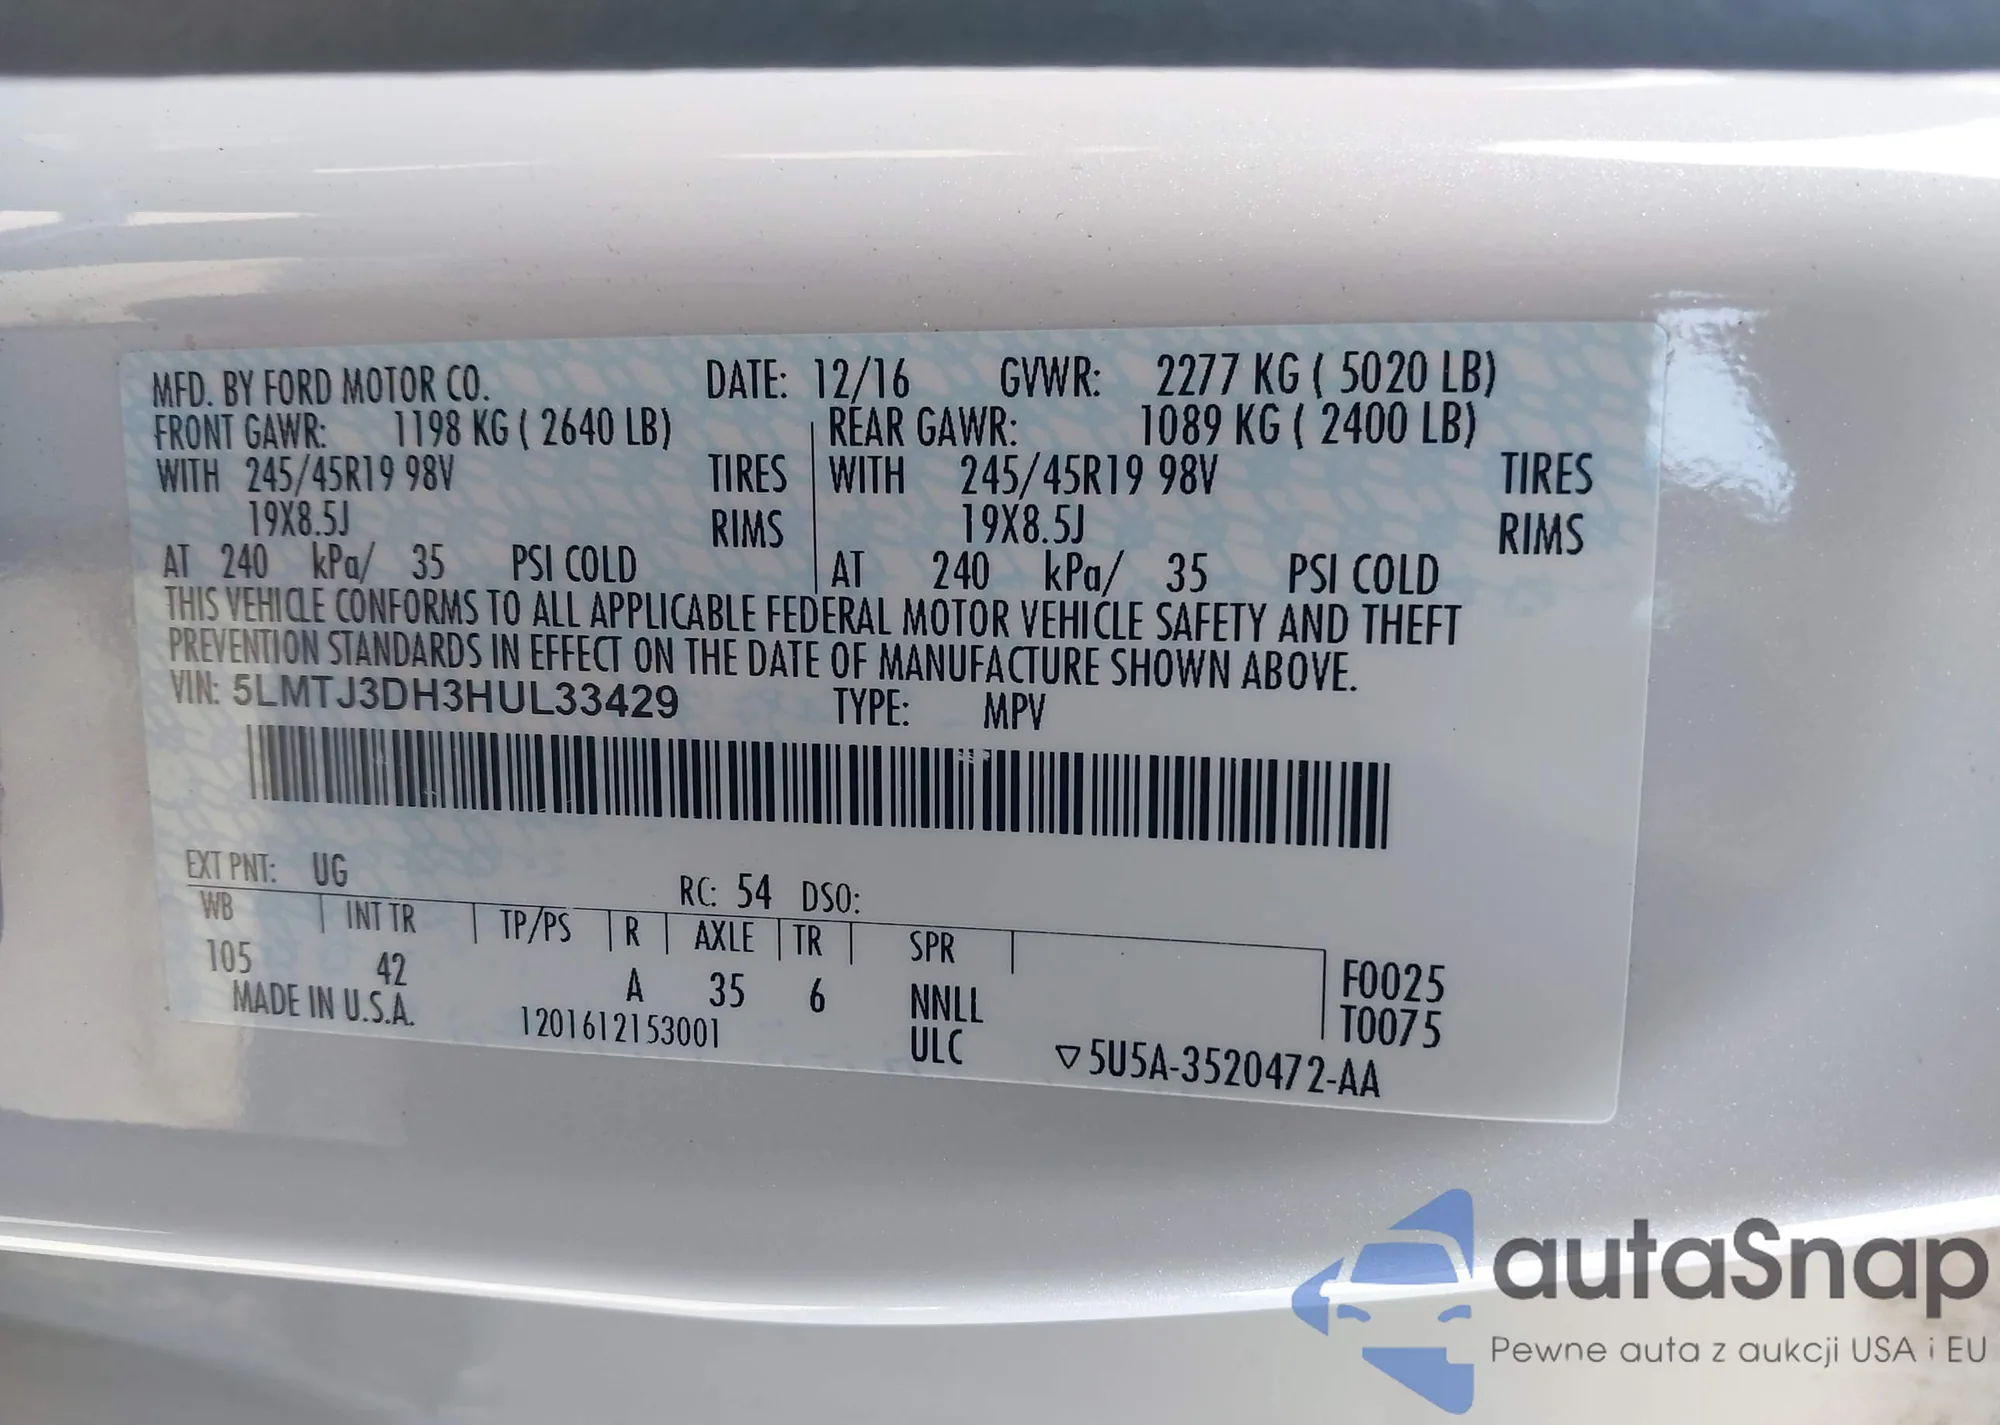 MFD. BY FORD MOTOR CO. DATE: 12/16 GVWR: 2277 KG ( 5020 LB)
FRONT GAWR: 1198 KG ( 2640 LB) REAR GAWR: 1089 KG ( 2400 LB)
WITH 245/45R19 98V TIRES WITH 245/45R19 98V TIRES
19X8.5J RIMS 19X8.5J RIMS
AT 240 kPa/ 35 PSI COLD AT 240 kPa/ 35 PSI COLD
THIS VEHICLE CONFORMS TO ALL APPLICABLE FEDERAL MOTOR VEHICLE SAFETY AND THEFT
PREVENTION STANDARDS IN EFFECT ON THE DATE OF MANUFACTURE SHOWN ABOVE.
VIN: 5LMTJ3DH3HUL33429 TYPE: MPV
EXT PNT: UG RC: 54 DSO:
WB INT TR TP/PS R AXLE TR SPR
105 42 A 35 6 NNLL F0025
MADE IN U.S.A. 1201612153001 ULC T0075
▽5U5A-3520472-AA
autaSnap
Pewne auta z aukcji USA i EU